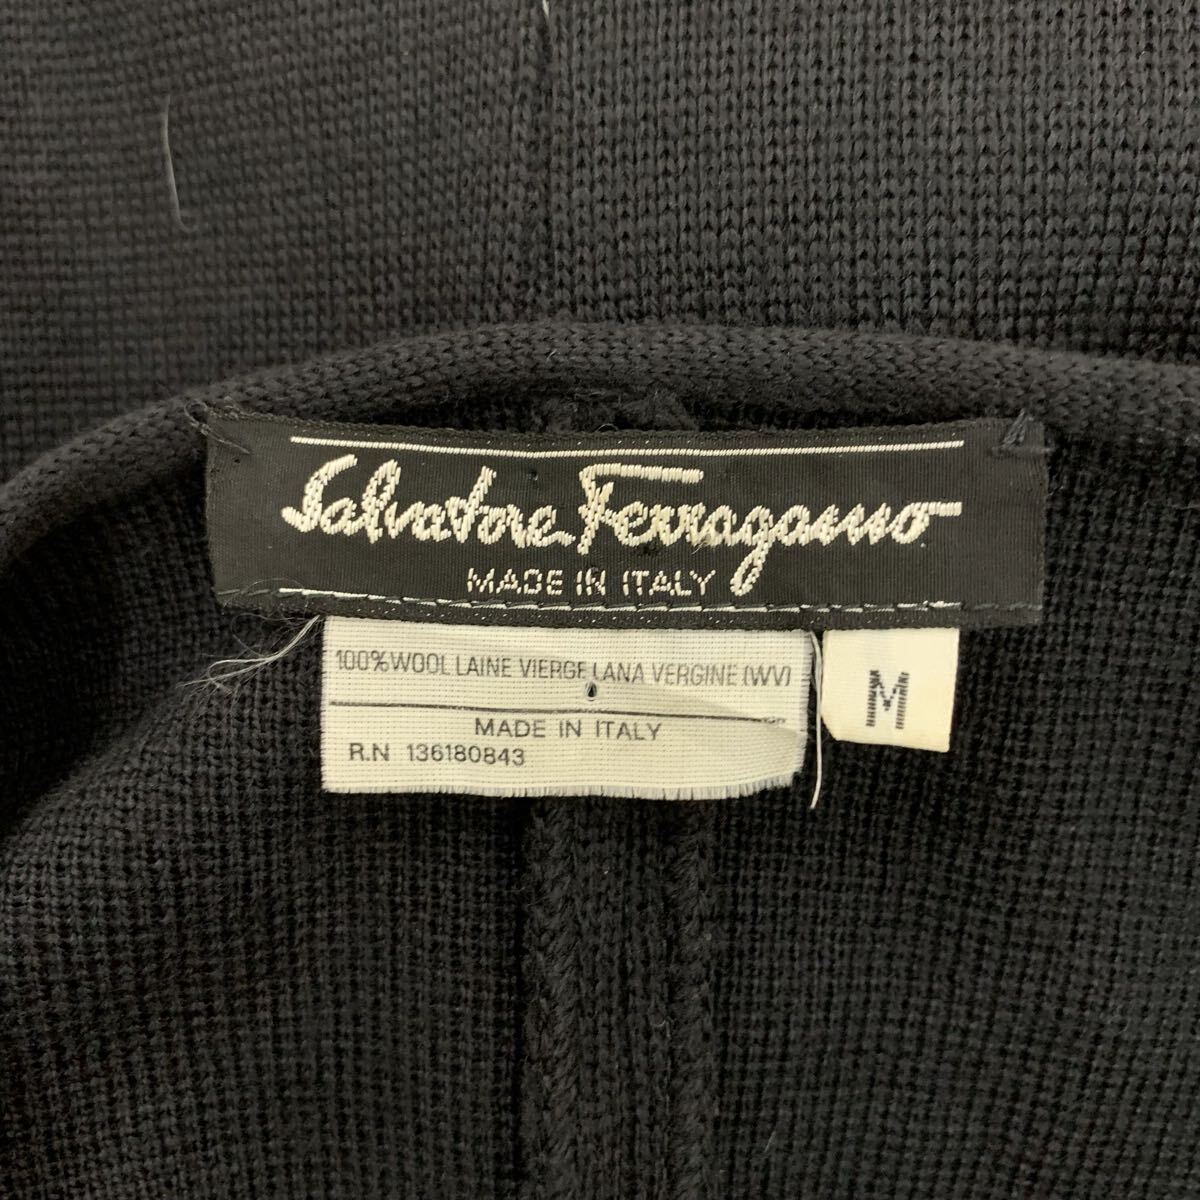 Salvatore Ferragamo
MADE IN ITALY
100% WOOL LAINE VIERGE LANA VERGINE (WV)
MADE IN ITALY
R.N 136180843
M